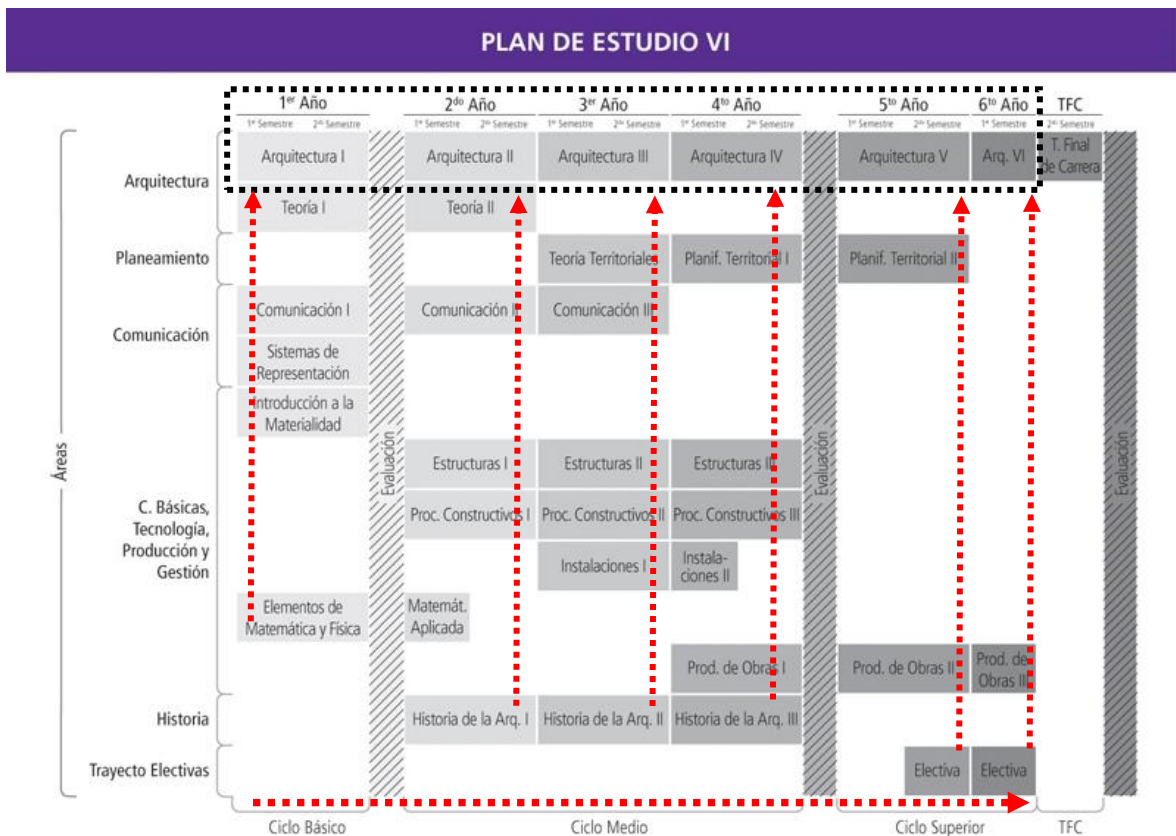 PLAN DE ESTUDIO VI
1er Año
2do Año
3er Año
4to Año
5to Año
6to Año
TFC
1er Semestre
2do Semestre
1er Semestre
2do Semestre
1er Semestre
2do Semestre
1er Semestre
2do Semestre
1er Semestre
2do Semestre
1er Semestre
2do Semestre
Áreas
Arquitectura
Arquitectura I
Arquitectura II
Arquitectura III
Arquitectura IV
Arquitectura V
Arq. VI
T. Final
de Carrera
Teoría I
Teoría II
Planeamiento
Teoría Territoriales
Planif. Territorial I
Planif. Territorial II
Comunicación
Comunicación I
Comunicación II
Comunicación III
Sistemas de
Representación
Introducción a la
Materialidad
Evaluación
Evaluación
Evaluación
C. Básicas,
Tecnología,
Producción y
Gestión
Estructuras I
Estructuras II
Estructuras III
Proc. Constructivos I
Proc. Constructivos II
Proc. Constructivos III
Instalaciones I
Instala-
ciones II
Elementos de
Matemática y Física
Matemát.
Aplicada
Prod. de Obras I
Prod. de Obras II
Prod. de
Obras III
Historia
Historia de la Arq. I
Historia de la Arq. II
Historia de la Arq. III
Trayecto Electivas
Electiva
Electiva
Ciclo Básico
Ciclo Medio
Ciclo Superior
TFC